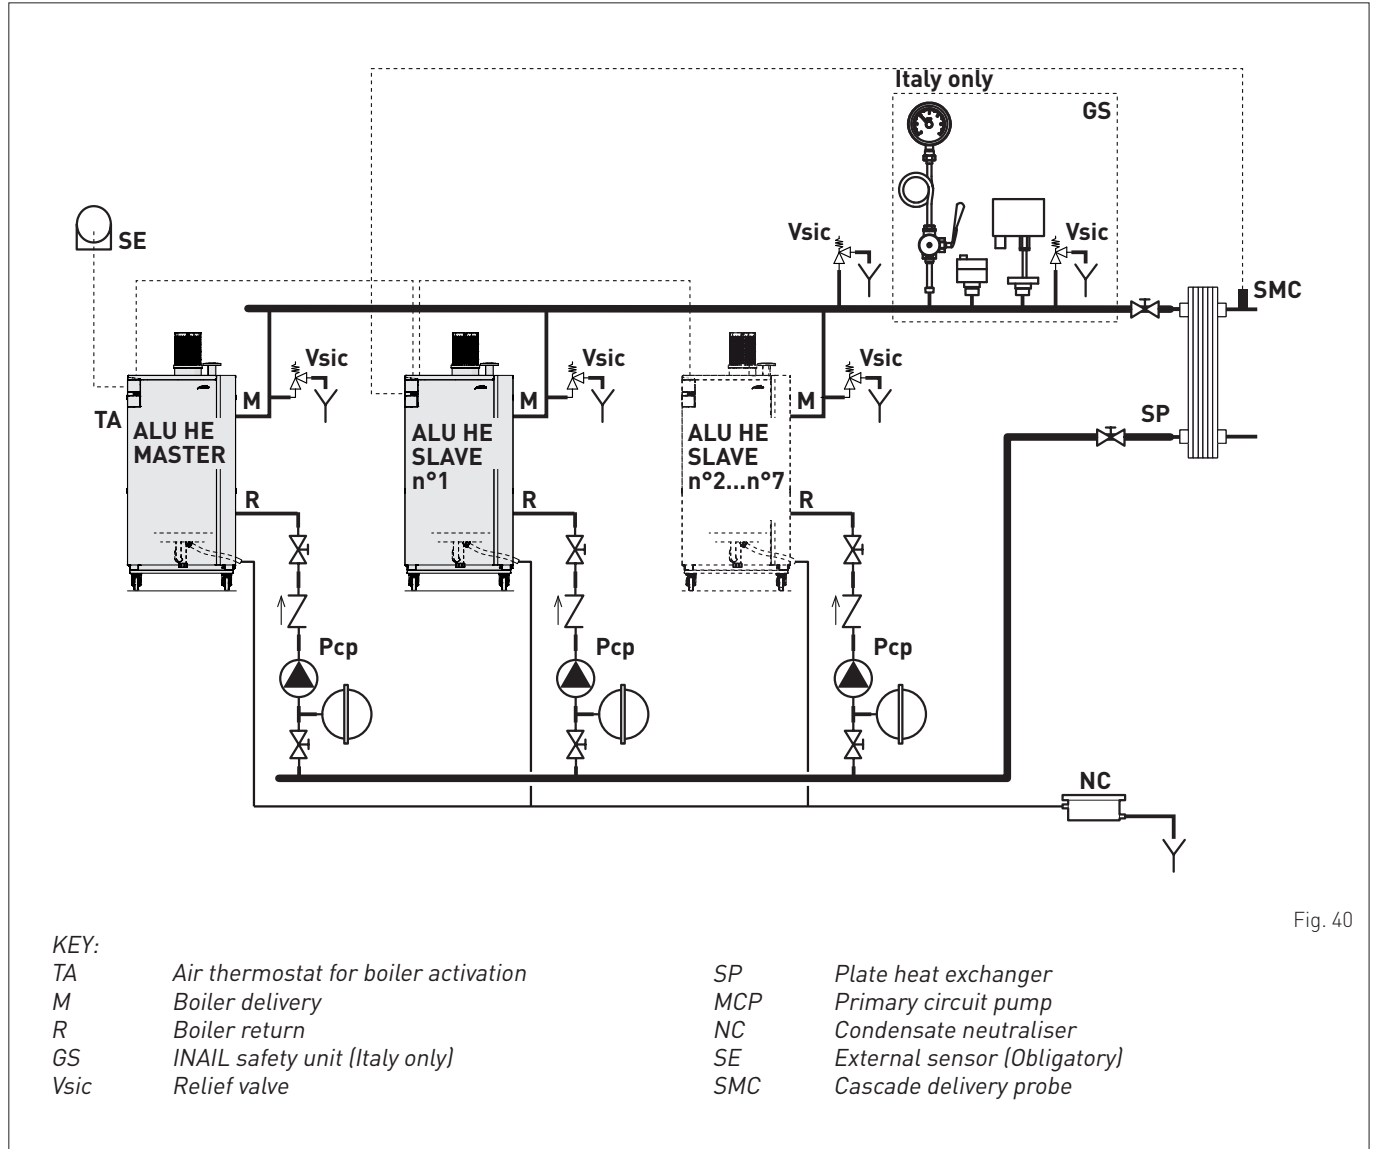 Italy only
GS
SE
Vsic
Vsic
SMC
Vsic
Vsic
Vsic
TA
M
M
M
SP
ALU HE
MASTER
ALU HE
SLAVE
n°1
ALU HE
SLAVE
n°2...n°7
R
R
R
Pcp
Pcp
Pcp
NC
Fig. 40
KEY:
TA Air thermostat for boiler activation
M Boiler delivery
R Boiler return
GS INAIL safety unit (Italy only)
Vsic Relief valve
SP Plate heat exchanger
MCP Primary circuit pump
NC Condensate neutraliser
SE External sensor (Obligatory)
SMC Cascade delivery probe